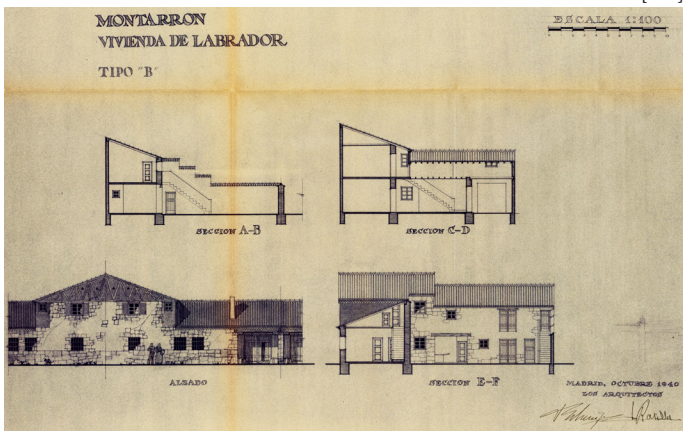 MONTARRON
VIVIENDA DE LABRADOR
TIPO "B"
ESCALA 1:100
SECCION A-B
SECCION C-D
ALZADO
SECCION E-F
MADRID, OCTUBRE 1940
LOS ARQUITECTOS